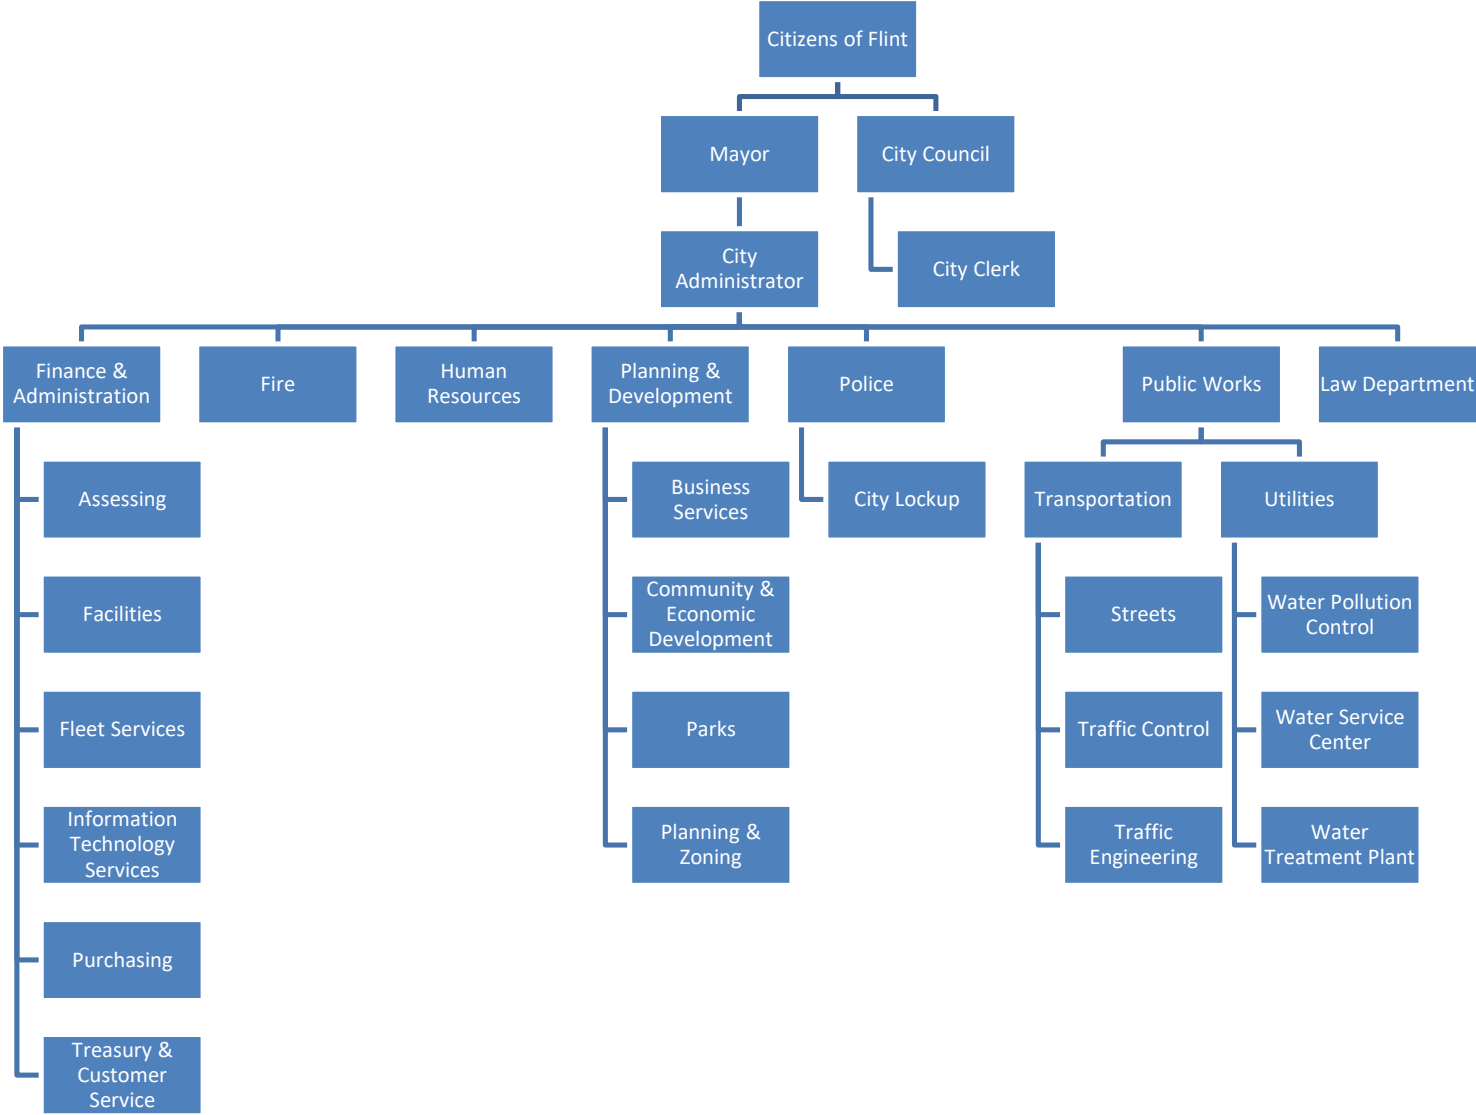 Citizens of Flint
Mayor
City Council
City
Administrator
City Clerk
Finance &
Administration
Fire
Human
Resources
Planning &
Development
Police
Public Works
Law Department
Assessing
Business
Services
City Lockup
Transportation
Utilities
Facilities
Community &
Economic
Development
Streets
Water Pollution
Control
Fleet Services
Parks
Traffic Control
Water Service
Center
Information
Technology
Services
Planning &
Zoning
Traffic
Engineering
Water
Treatment Plant
Purchasing
Treasury &
Customer
Service